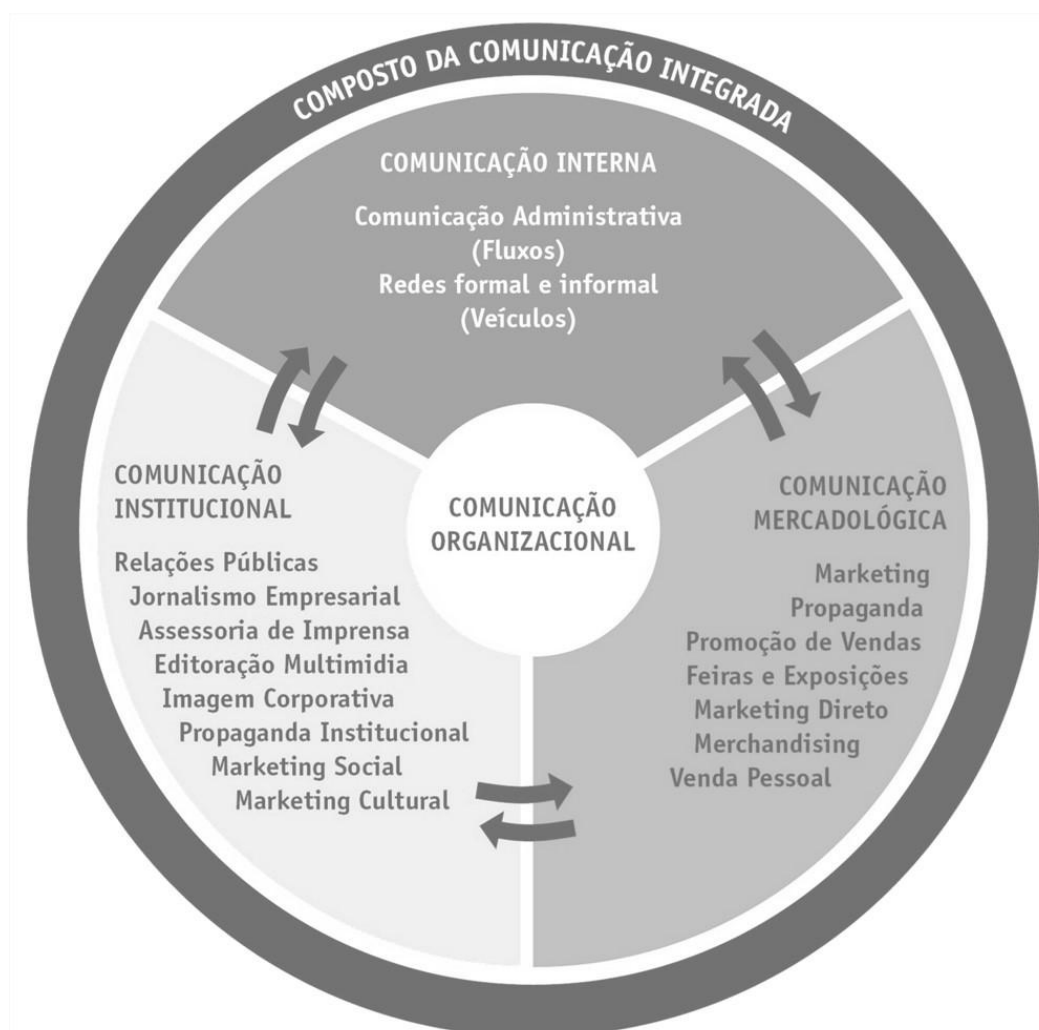 COMPOSTO DA COMUNICAÇÃO INTEGRADA
COMUNICAÇÃO INTERNA
Comunicação Administrativa
(Fluxos)
Redes formal e informal
(Veículos)
COMUNICAÇÃO
INSTITUCIONAL
Relações Públicas
Jornalismo Empresarial
Assessoria de Imprensa
Editoração Multimidia
Imagem Corporativa
Propaganda Institucional
Marketing Social
Marketing Cultural
COMUNICAÇÃO
ORGANIZACIONAL
COMUNICAÇÃO
MERCADOLÓGICA
Marketing
Propaganda
Promoção de Vendas
Feiras e Exposições
Marketing Direto
Merchandising
Venda Pessoal